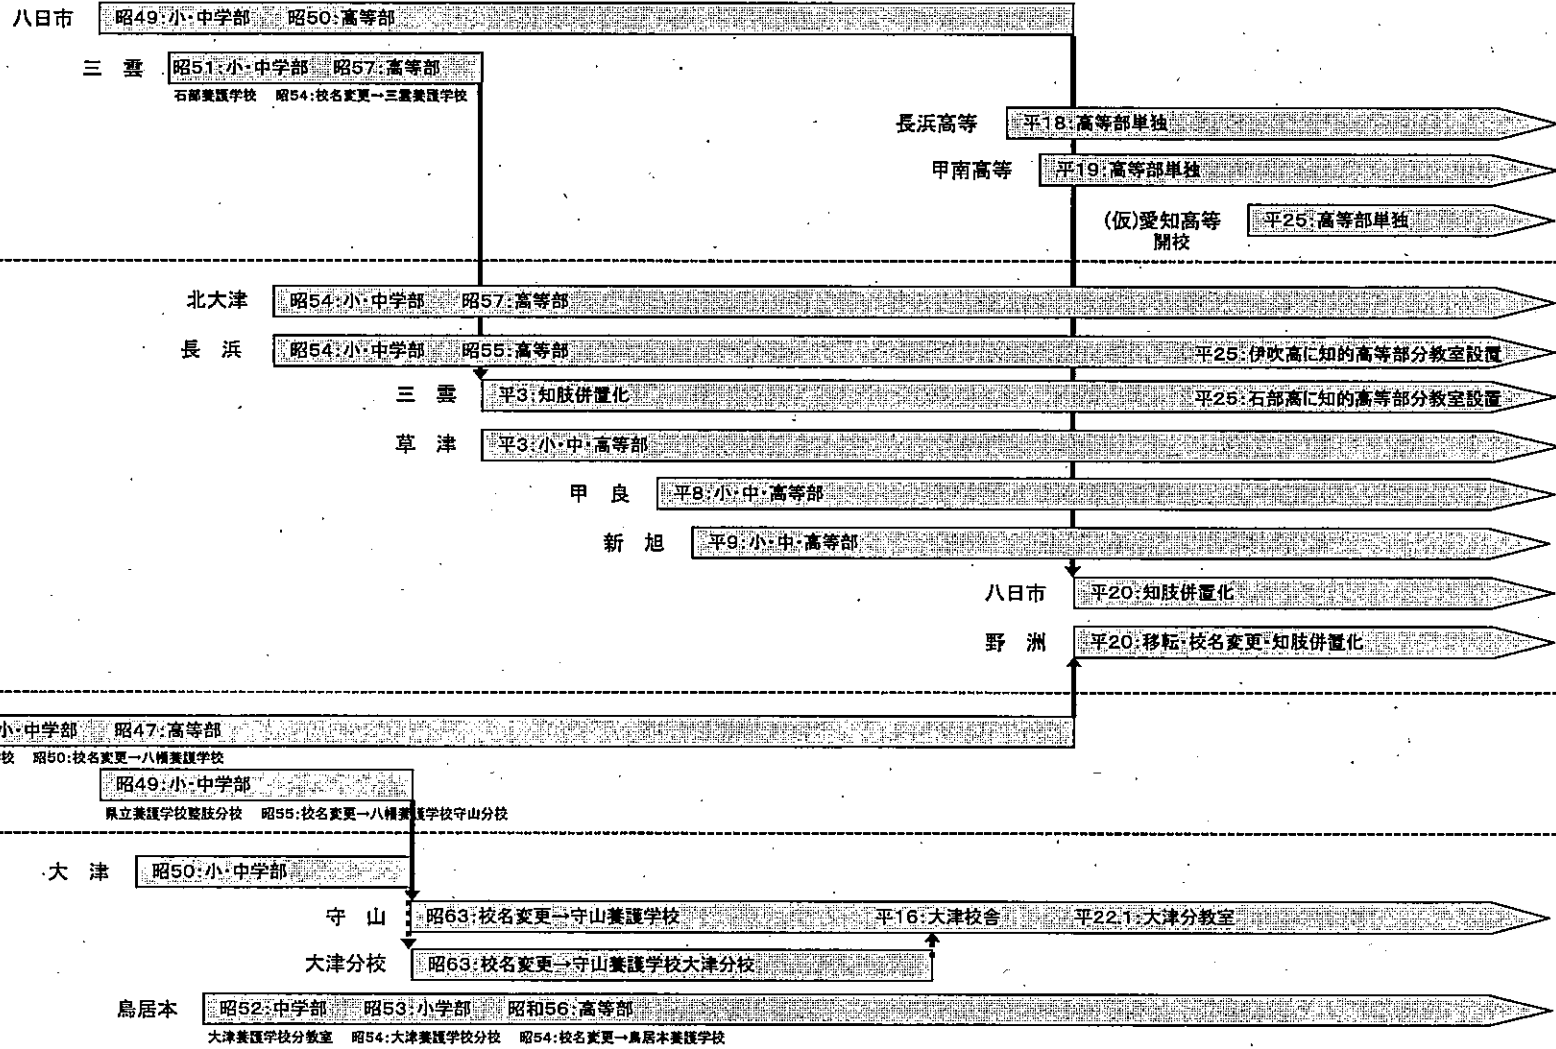 八日市 昭49:小・中学部 昭50:高等部
三雲 昭51:小・中学部 昭57:高等部
石部養護学校 昭54:校名変更→三雲養護学校
長浜高等 平18:高等部単独
甲南高等 平19:高等部単独
(仮)愛知高等 平25:高等部単独
開校
北大津 昭54:小・中学部 昭57:高等部
長浜 昭54:小・中学部 昭55:高等部 平25:伊吹高に知的高等部分教室設置
三雲 平3:知肢併置化 平25:石部高に知的高等部分教室設置
草津 平3:小・中・高等部
甲良 平8:小・中・高等部
新旭 平9:小・中・高等部
八日市 平20:知肢併置化
野洲 平20:移転・校名変更・知肢併置化
小・中学部 昭47:高等部
校 昭50:校名変更→八幡養護学校
昭49:小・中学部
県立養護学校整肢分校 昭55:校名変更→八幡養護学校守山分校
大津 昭50:小・中学部
守山 昭63:校名変更→守山養護学校 平16:大津校舎 平22.1:大津分教室
大津分校 昭63:校名変更→守山養護学校大津分校
鳥居本 昭52:中学部 昭53:小学部 昭和56:高等部
大津養護学校分教室 昭54:大津養護学校分校 昭54:校名変更→鳥居本養護学校